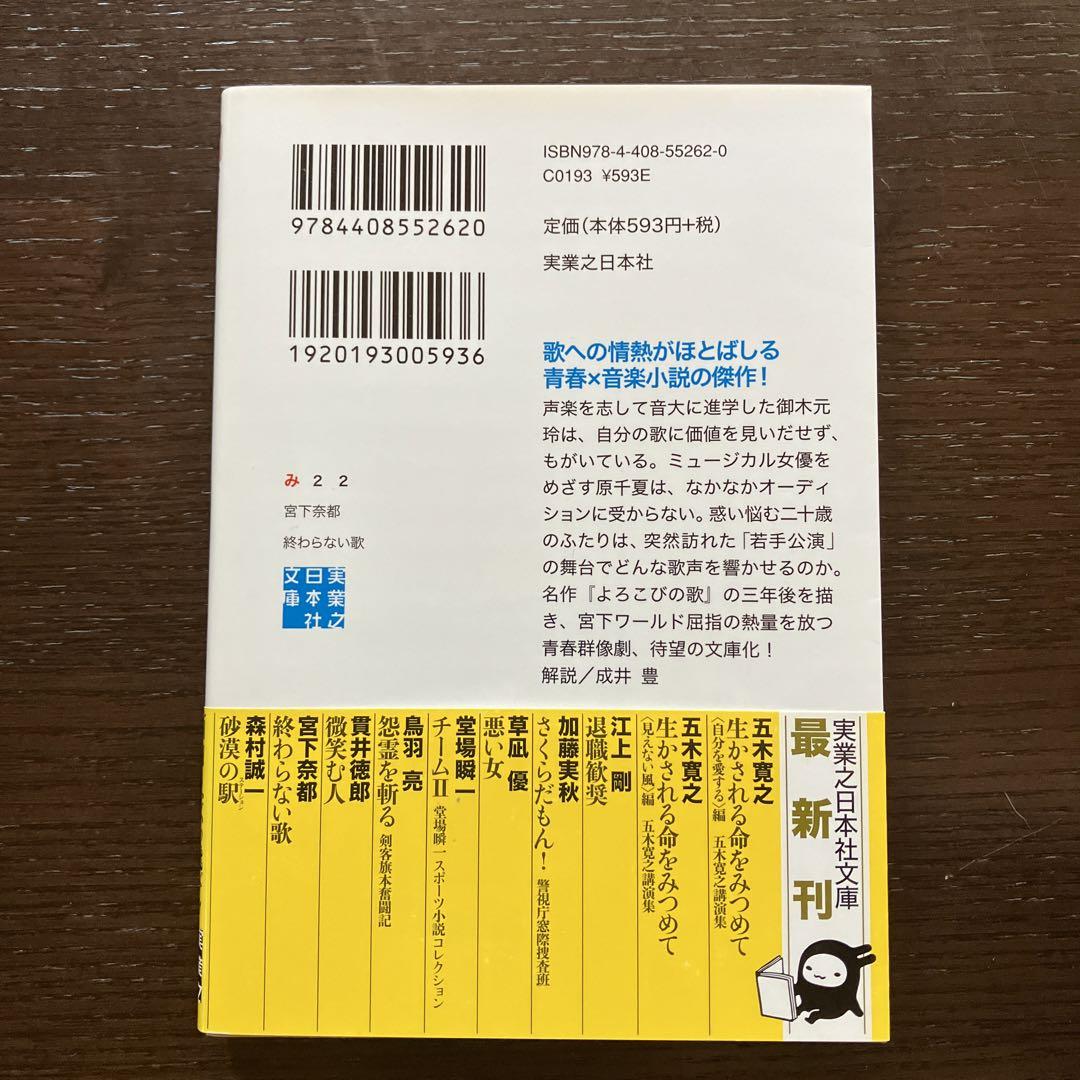 9784408552620
1920193005936
ISBN978-4-408-55262-0
C0193 ¥593E
定価(本体593円+税)
実業之日本社
歌への情熱がほとばしる
青春×音楽小説の傑作!
声楽を志して音大に進学した御木元
玲は、自分の歌に価値を見いだせず、
もがいている。ミュージカル女優を
めざす原千夏は、なかなかオーディ
ションに受からない。惑い悩む二十歳
のふたりは、突然訪れた「若手公演」
の舞台でどんな歌声を響かせるのか。
名作『よろこびの歌』の三年後を描
き、宮下ワールド屈指の熱量を放つ
青春群像劇、待望の文庫化!
解説/成井 豊
み 2 2
宮下奈都
終わらない歌
実業之
日本社
文庫
実業之日本社文庫
最新刊
五木寛之
生かされる命をみつめて
〈自分を愛する〉編 五木寛之講演集
五木寛之
生かされる命をみつめて
〈見えない風〉編 五木寛之講演集
江上 剛
退職歓奨
加藤実秋
さくらだもん! 警視庁窓際捜査班
草凪 優
悪い女
堂場瞬一
チームⅡ 堂場瞬一スポーツ小説コレクション
鳥羽 亮
怨霊を斬る 剣客旗本奮闘記
貫井徳郎
微笑む人
宮下奈都
終わらない歌
森村誠一
砂漠の駅 ステーション